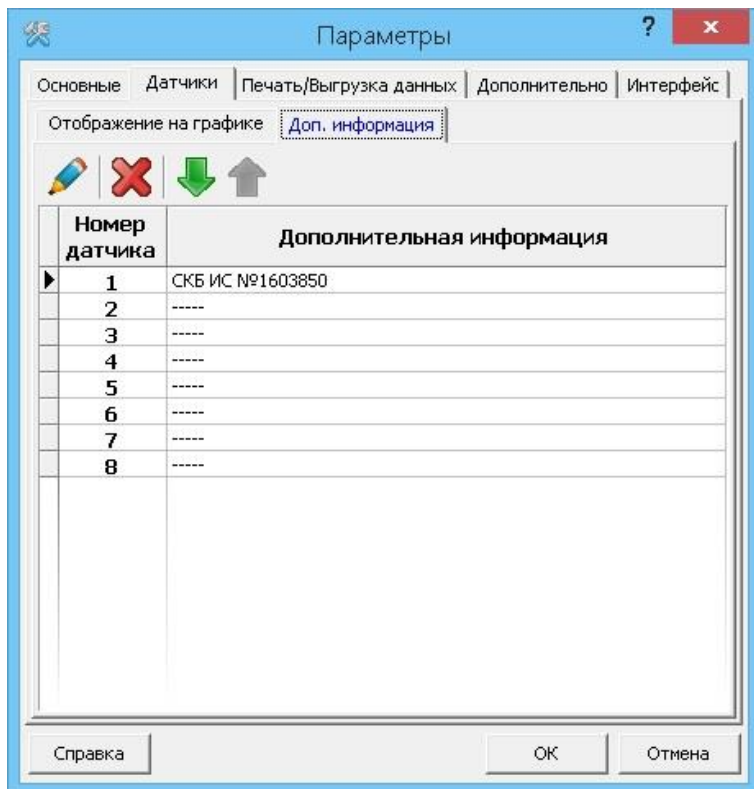 Параметры
?
x
Основные Датчики Печать/Выгрузка данных Дополнительно Интерфейс
Отображение на графике Доп. информация
Номер датчика Дополнительная информация
1 СКБ ИС №1603850
2 -----
3 -----
4 -----
5 -----
6 -----
7 -----
8 -----
Справка OK Отмена